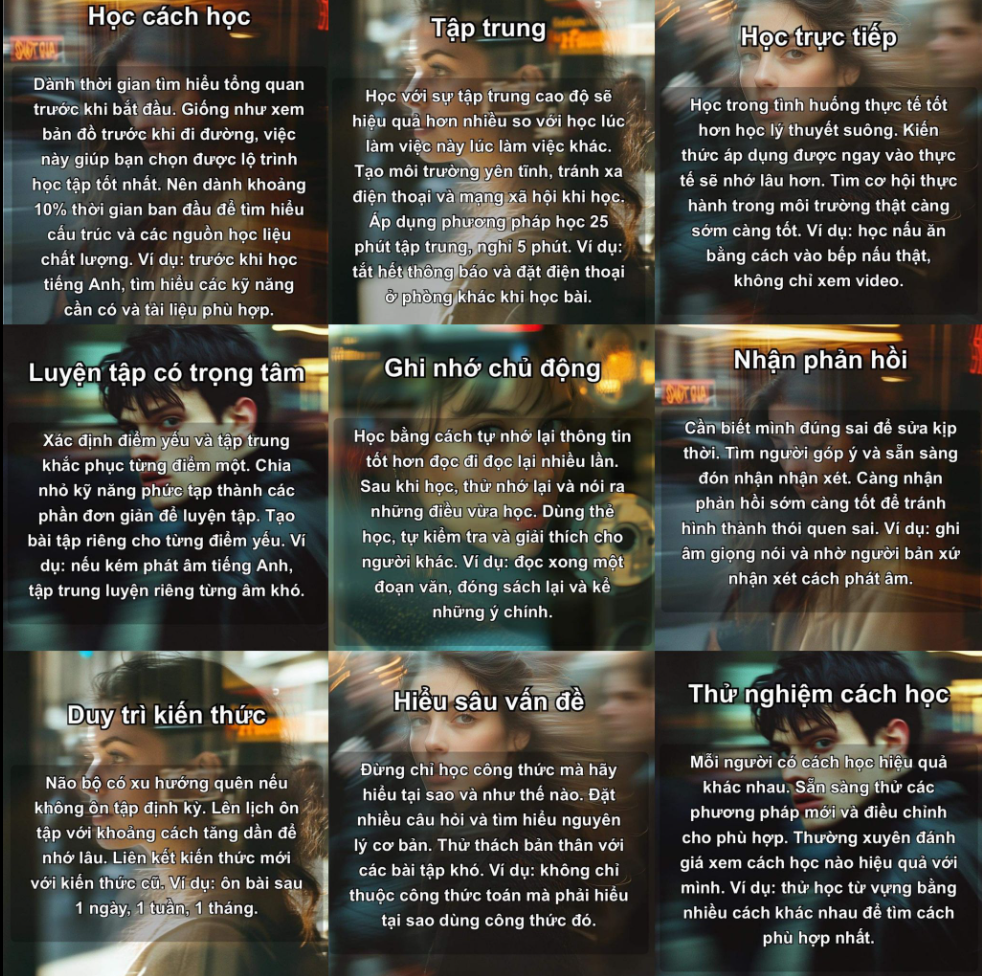 Học cách học
Dành thời gian tìm hiểu tổng quan
trước khi bắt đầu. Giống như xem
bản đồ trước khi đi đường, việc
này giúp bạn chọn được lộ trình
học tập tốt nhất. Nên dành khoảng
10% thời gian ban đầu để tìm hiểu
cấu trúc và các nguồn học liệu
chất lượng. Ví dụ: trước khi học
tiếng Anh, tìm hiểu các kỹ năng
cần có và tài liệu phù hợp.
Tập trung
Học với sự tập trung cao độ sẽ
hiệu quả hơn nhiều so với học lúc
làm việc này lúc làm việc khác.
Tạo môi trường yên tĩnh, tránh xa
điện thoại và mạng xã hội khi học.
Áp dụng phương pháp học 25
phút tập trung, nghỉ 5 phút. Ví dụ:
tắt hết thông báo và đặt điện thoại
ở phòng khác khi học bài.
Học trực tiếp
Học trong tình huống thực tế tốt
hơn học lý thuyết suông. Kiến
thức áp dụng được ngay vào thực
tế sẽ nhớ lâu hơn. Tìm cơ hội thực
hành trong môi trường thật càng
sớm càng tốt. Ví dụ: học nấu ăn
bằng cách vào bếp nấu thật,
không chỉ xem video.
Luyện tập có trọng tâm
Xác định điểm yếu và tập trung
khắc phục từng điểm một. Chia
nhỏ kỹ năng phức tạp thành các
phần đơn giản để luyện tập. Tạo
bài tập riêng cho từng điểm yếu. Ví
dụ: nếu kém phát âm tiếng Anh,
tập trung luyện riêng từng âm khó.
Ghi nhớ chủ động
Học bằng cách tự nhớ lại thông tin
tốt hơn đọc đi đọc lại nhiều lần.
Sau khi học, thử nhớ lại và nói ra
những điều vừa học. Dùng thẻ
học, tự kiểm tra và giải thích cho
người khác. Ví dụ: đọc xong một
đoạn văn, đóng sách lại và kể
những ý chính.
Nhận phản hồi
Cần biết mình đúng sai để sửa kịp
thời. Tìm người góp ý và sẵn sàng
đón nhận nhận xét. Càng nhận
phản hồi sớm càng tốt để tránh
hình thành thói quen sai. Ví dụ: ghi
âm giọng nói và nhờ người bản xứ
nhận xét cách phát âm.
Duy trì kiến thức
Não bộ có xu hướng quên nếu
không ôn tập định kỳ. Lên lịch ôn
tập với khoảng cách tăng dần để
nhớ lâu. Liên kết kiến thức mới
với kiến thức cũ. Ví dụ: ôn bài sau
1 ngày, 1 tuần, 1 tháng.
Hiểu sâu vấn đề
Đừng chỉ học công thức mà hãy
hiểu tại sao và như thế nào. Đặt
nhiều câu hỏi và tìm hiểu nguyên
lý cơ bản. Thử thách bản thân với
các bài tập khó. Ví dụ: không chỉ
thuộc công thức toán mà phải hiểu
tại sao dùng công thức đó.
Thử nghiệm cách học
Mỗi người có cách học hiệu quả
khác nhau. Sẵn sàng thử các
phương pháp mới và điều chỉnh
cho phù hợp. Thường xuyên đánh
giá xem cách học nào hiệu quả với
mình. Ví dụ: thử học từ vựng bằng
nhiều cách khác nhau để tìm cách
phù hợp nhất.